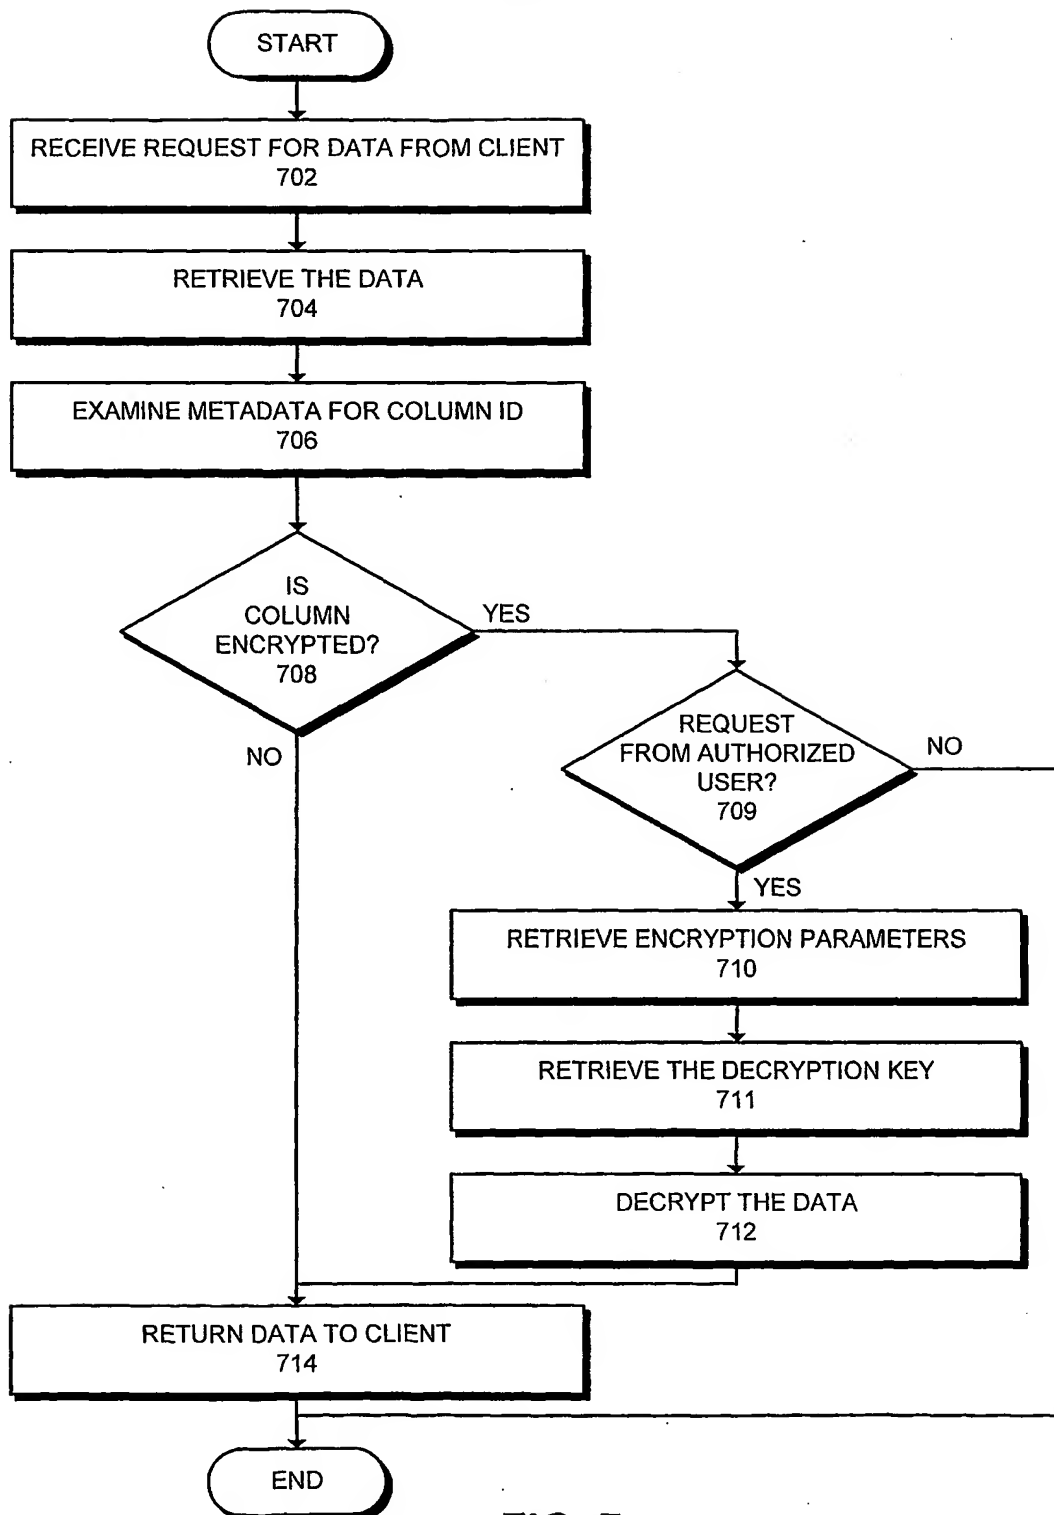 START
RECEIVE REQUEST FOR DATA FROM CLIENT
702
RETRIEVE THE DATA
704
EXAMINE METADATA FOR COLUMN ID
706
IS
COLUMN
ENCRYPTED?
708
YES
NO
REQUEST
FROM AUTHORIZED
USER?
709
NO
YES
RETRIEVE ENCRYPTION PARAMETERS
710
RETRIEVE THE DECRYPTION KEY
711
DECRYPT THE DATA
712
RETURN DATA TO CLIENT
714
END